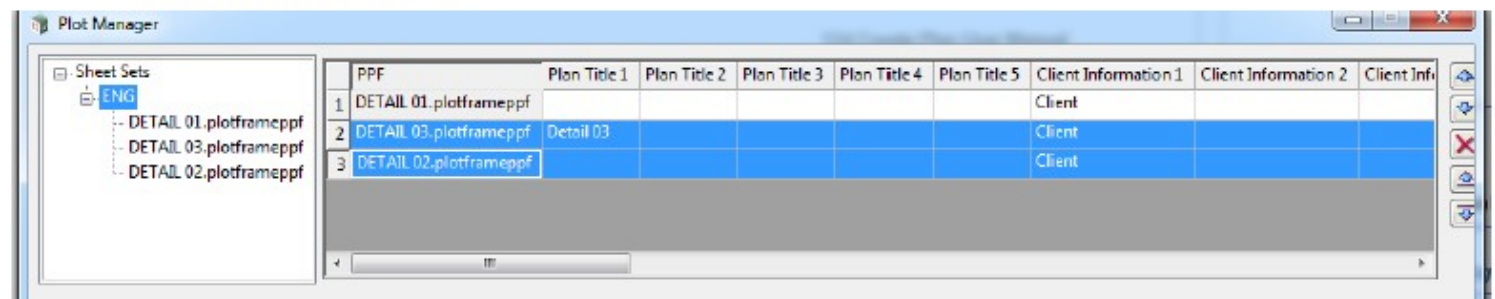 Plot Manager
Sheet Sets
ENG
DETAIL 01.plotframeppf
DETAIL 03.plotframeppf
DETAIL 02.plotframeppf
PPF Plan Title 1 Plan Title 2 Plan Title 3 Plan Title 4 Plan Title 5 Client Information 1 Client Information 2 Client Inf
1 DETAIL 01.plotframeppf Client
2 DETAIL 03.plotframeppf Detail 03 Client
3 DETAIL 02.plotframeppf Client